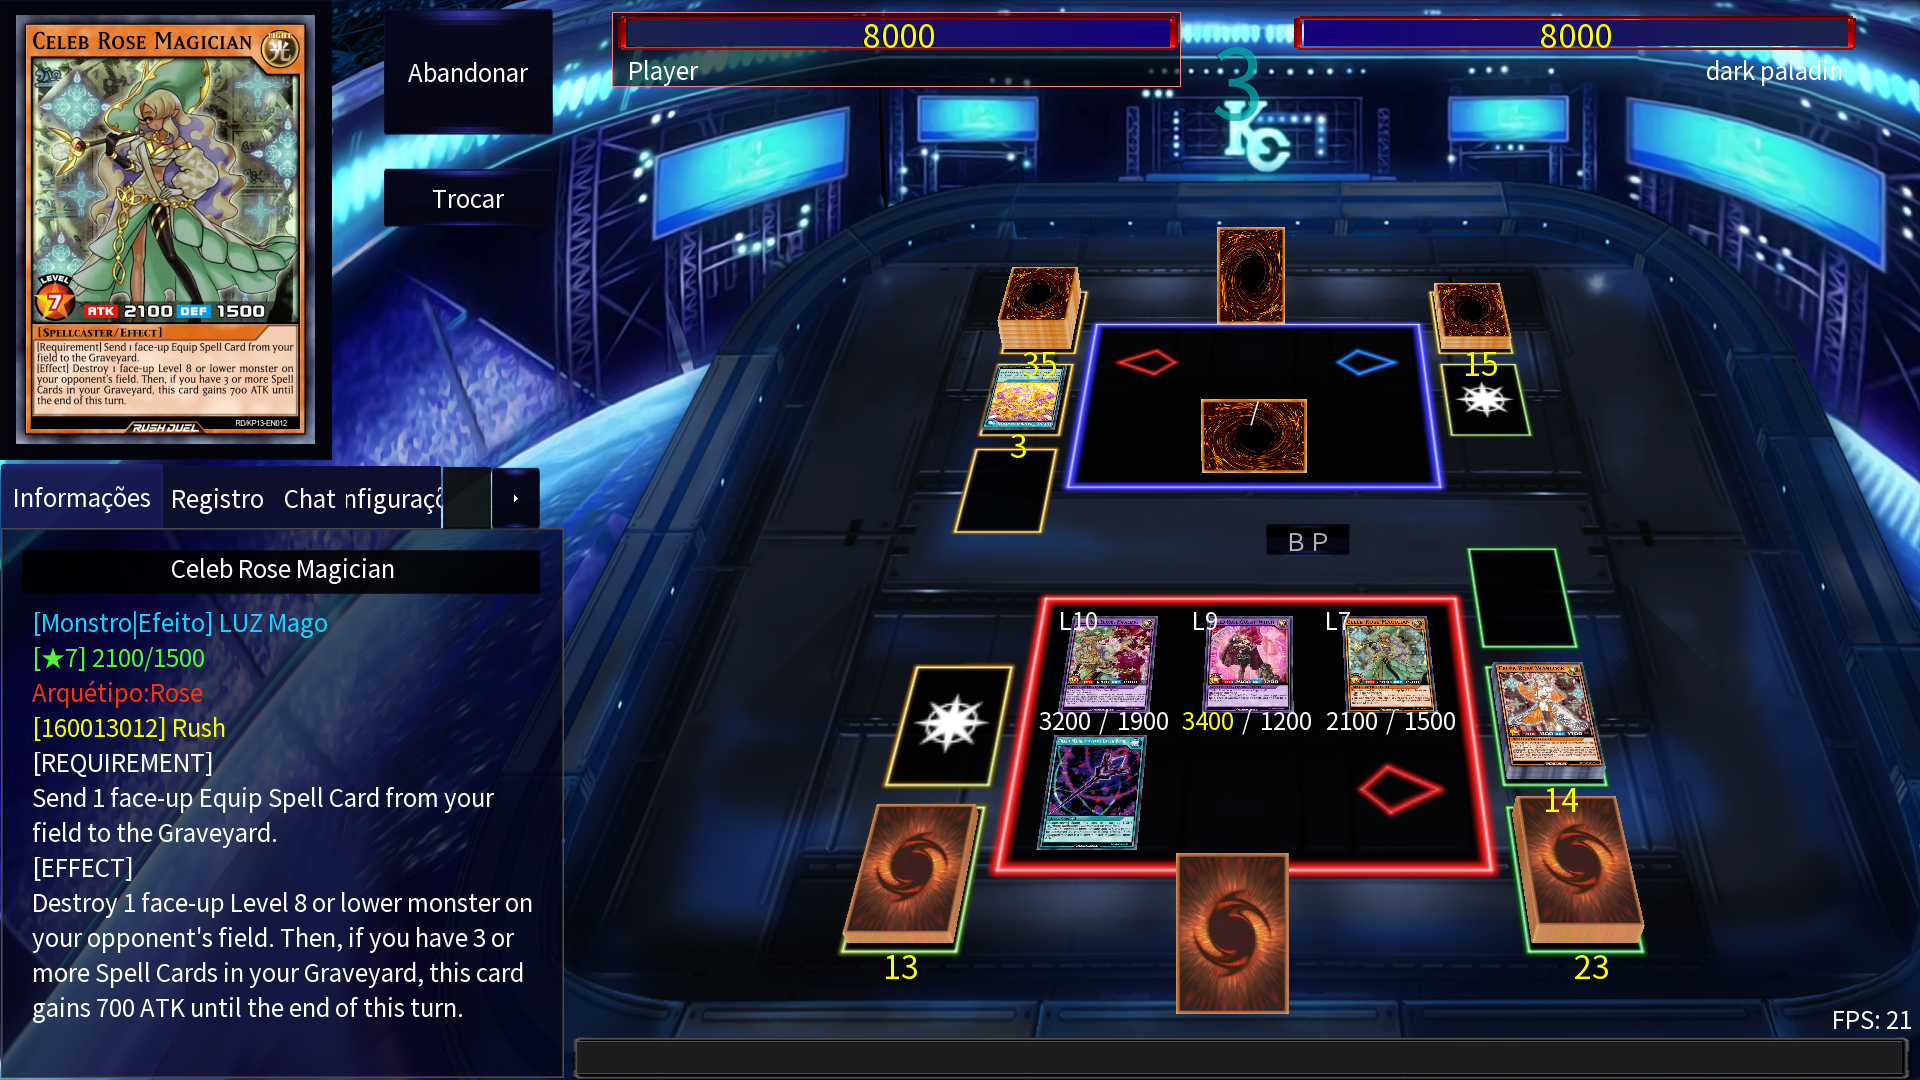 CELEB ROSE MAGICIAN
LIGHT
光
LEVEL
7
ATK 2100 DEF 1500
[SPELLCASTER/EFFECT]
[Requirement] Send 1 face-up Equip Spell Card from your
field to the Graveyard.
[Effect] Destroy 1 face-up Level 8 or lower monster on
your opponent's field. Then, if you have 3 or more Spell
Cards in your Graveyard, this card gains 700 ATK until
the end of this turn.
RUSH DUEL
RD/KP13-EN012
Abandonar
Trocar
8000
Player
3
8000
dark paladin
KC
35
15
3
BP
L10
L9
L7
CELEB ROSE MAGICIAN
3200 / 1900
3400 / 1200
2100 / 1500
CELEB ROSE WARLOCK
14
13
23
FPS: 21
Informações
Registro
Chat
nfiguraç
Celeb Rose Magician
[Monstro|Efeito] LUZ Mago
[★7] 2100/1500
Arquétipo:Rose
[160013012] Rush
[REQUIREMENT]
Send 1 face-up Equip Spell Card from your
field to the Graveyard.
[EFFECT]
Destroy 1 face-up Level 8 or lower monster on
your opponent's field. Then, if you have 3 or
more Spell Cards in your Graveyard, this card
gains 700 ATK until the end of this turn.